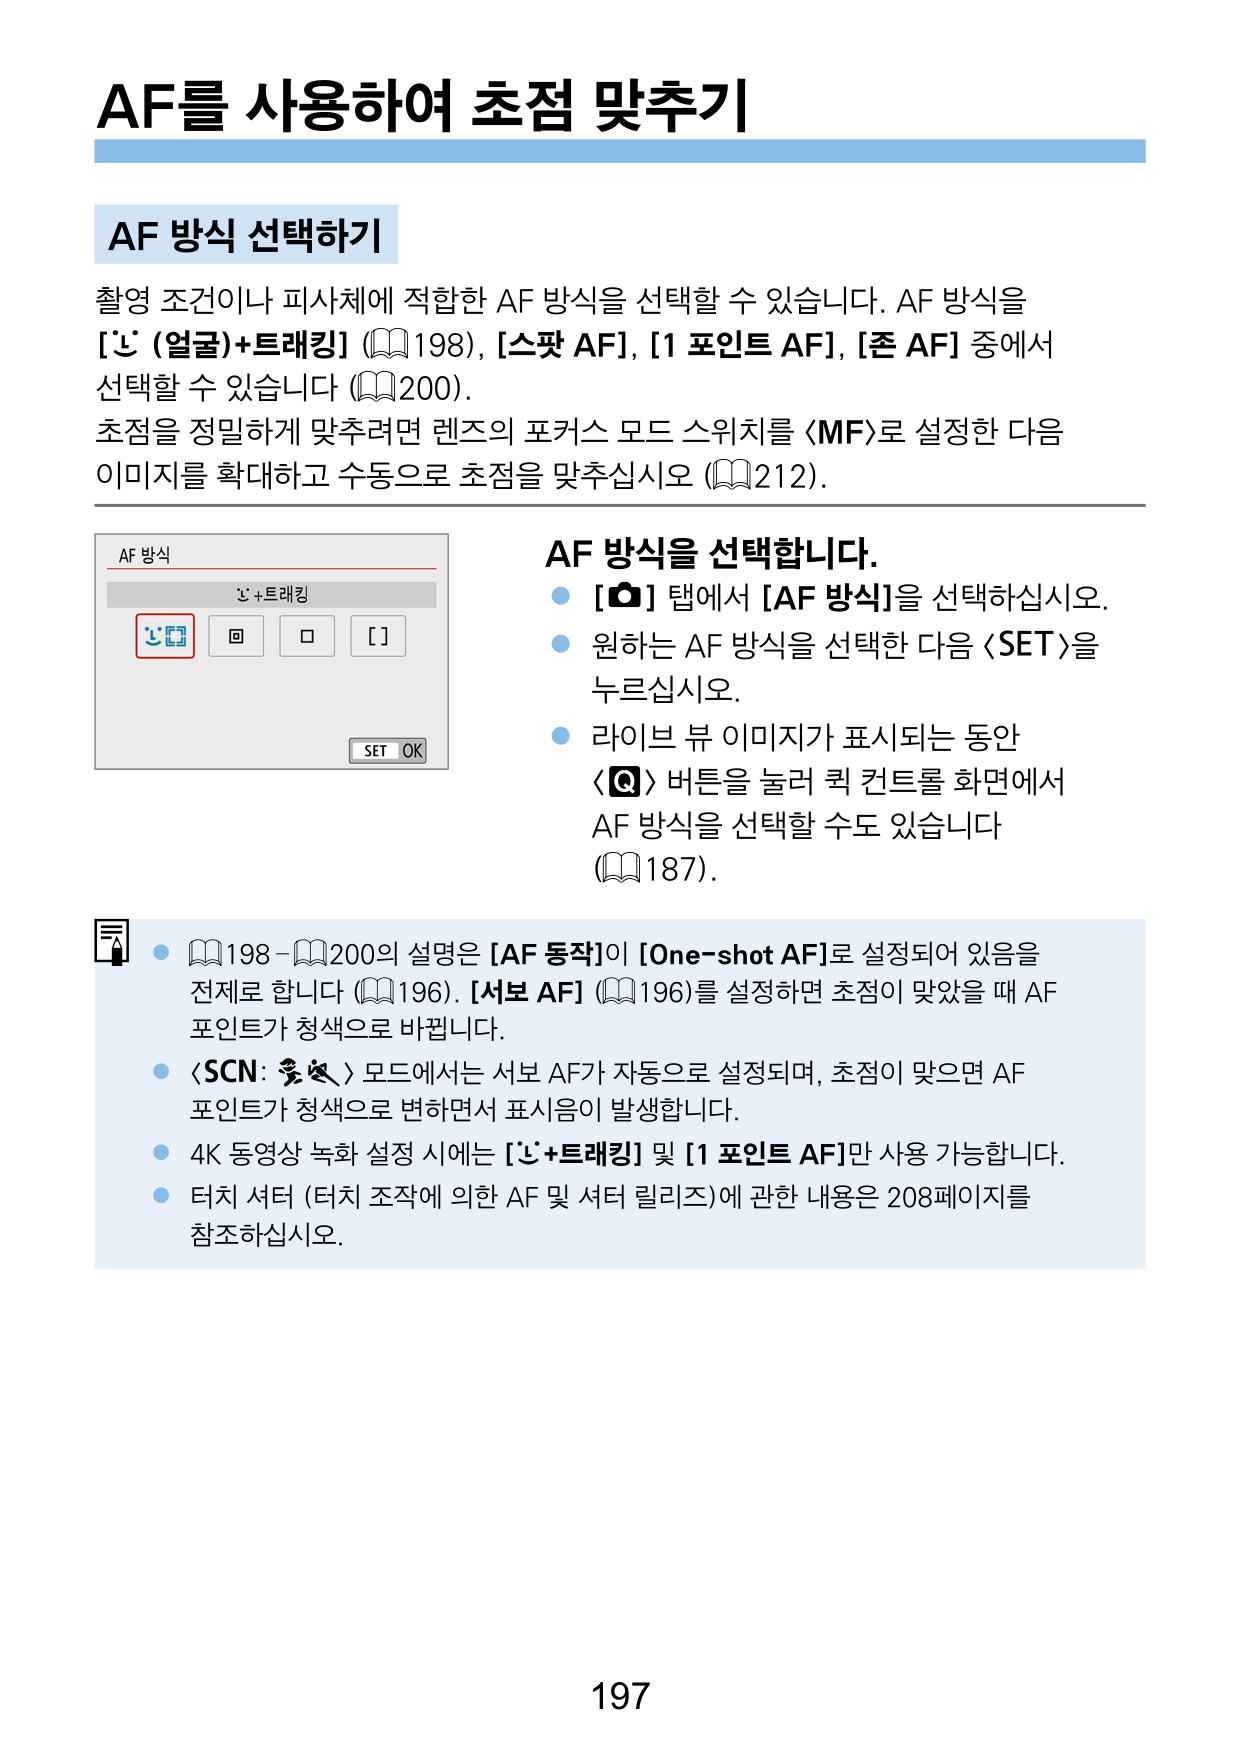 AF를 사용하여 초점 맞추기
AF 방식 선택하기
촬영 조건이나 피사체에 적합한 AF 방식을 선택할 수 있습니다. AF 방식을
[ (얼굴)+트래킹] (198), [스팟 AF], [1 포인트 AF], [존 AF] 중에서
선택할 수 있습니다 (200).
초점을 정밀하게 맞추려면 렌즈의 포커스 모드 스위치를 〈MF〉로 설정한 다음
이미지를 확대하고 수동으로 초점을 맞추십시오 (212).
AF 방식
+트래킹
SET OK
AF 방식을 선택합니다.
● [] 탭에서 [AF 방식]을 선택하십시오.
● 원하는 AF 방식을 선택한 다음 〈SET〉을
누르십시오.
● 라이브 뷰 이미지가 표시되는 동안
〈Q〉 버튼을 눌러 퀵 컨트롤 화면에서
AF 방식을 선택할 수도 있습니다
(187).
● 198 – 200의 설명은 [AF 동작]이 [One-shot AF]로 설정되어 있음을
전제로 합니다 (196). [서보 AF] (196)를 설정하면 초점이 맞았을 때 AF
포인트가 청색으로 바뀝니다.
● 〈SCN: 〉 모드에서는 서보 AF가 자동으로 설정되며, 초점이 맞으면 AF
포인트가 청색으로 변하면서 표시음이 발생합니다.
● 4K 동영상 녹화 설정 시에는 [+트래킹] 및 [1 포인트 AF]만 사용 가능합니다.
● 터치 셔터 (터치 조작에 의한 AF 및 셔터 릴리즈)에 관한 내용은 208페이지를
참조하십시오.
197